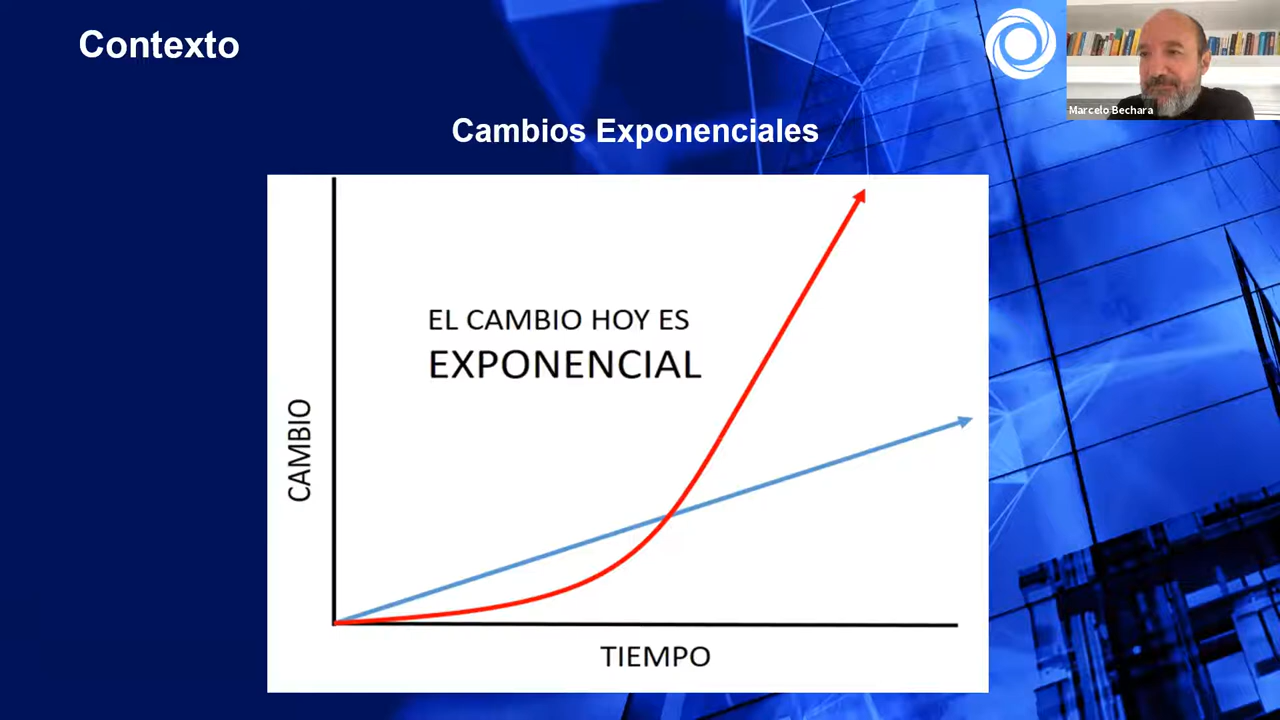 Contexto
Marcelo Bechara
Cambios Exponenciales
EL CAMBIO HOY ES
EXPONENCIAL
CAMBIO
TIEMPO